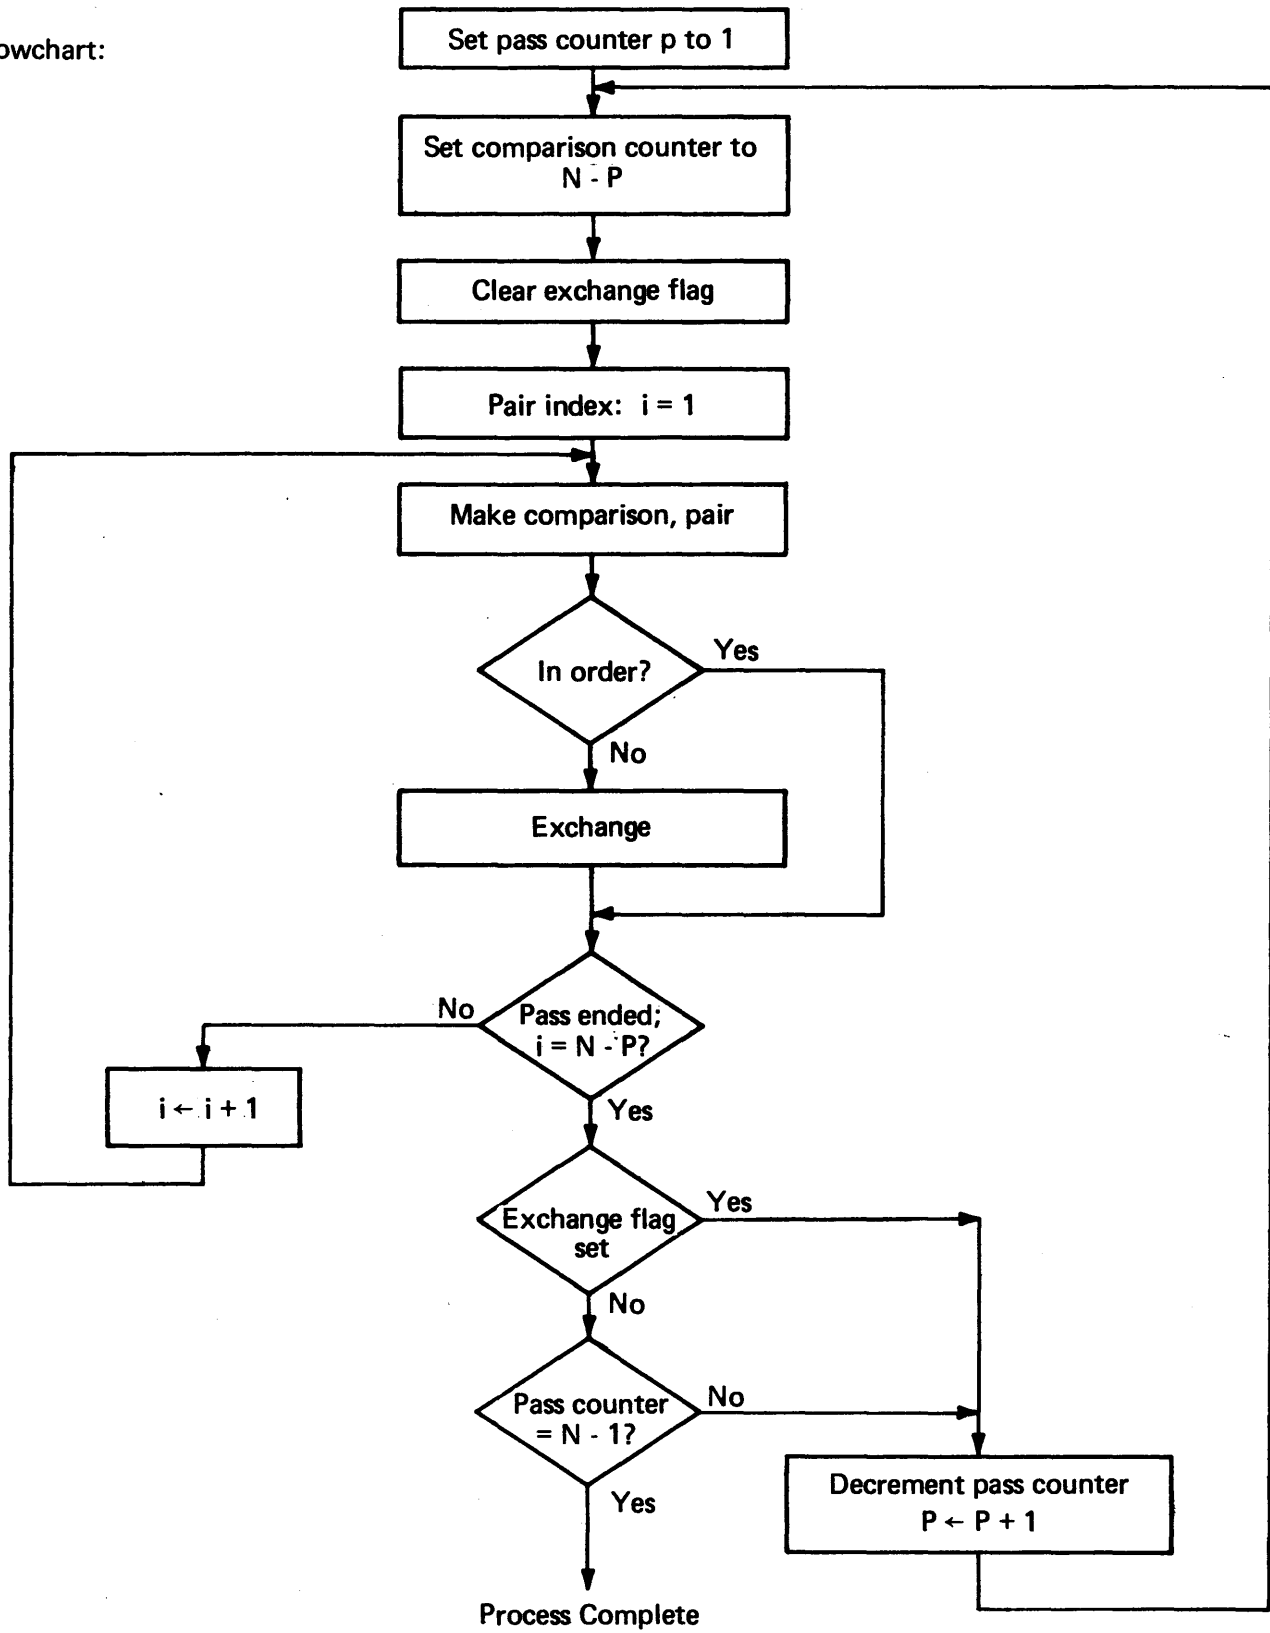 owchart:
Set pass counter p to 1
Set comparison counter to
N - P
Clear exchange flag
Pair index: i = 1
Make comparison, pair
In order?
Yes
No
Exchange
Pass ended;
i = N - P?
No
i ← i + 1
Yes
Exchange flag
set
Yes
No
Pass counter
= N - 1?
No
Decrement pass counter
P ← P + 1
Yes
Process Complete